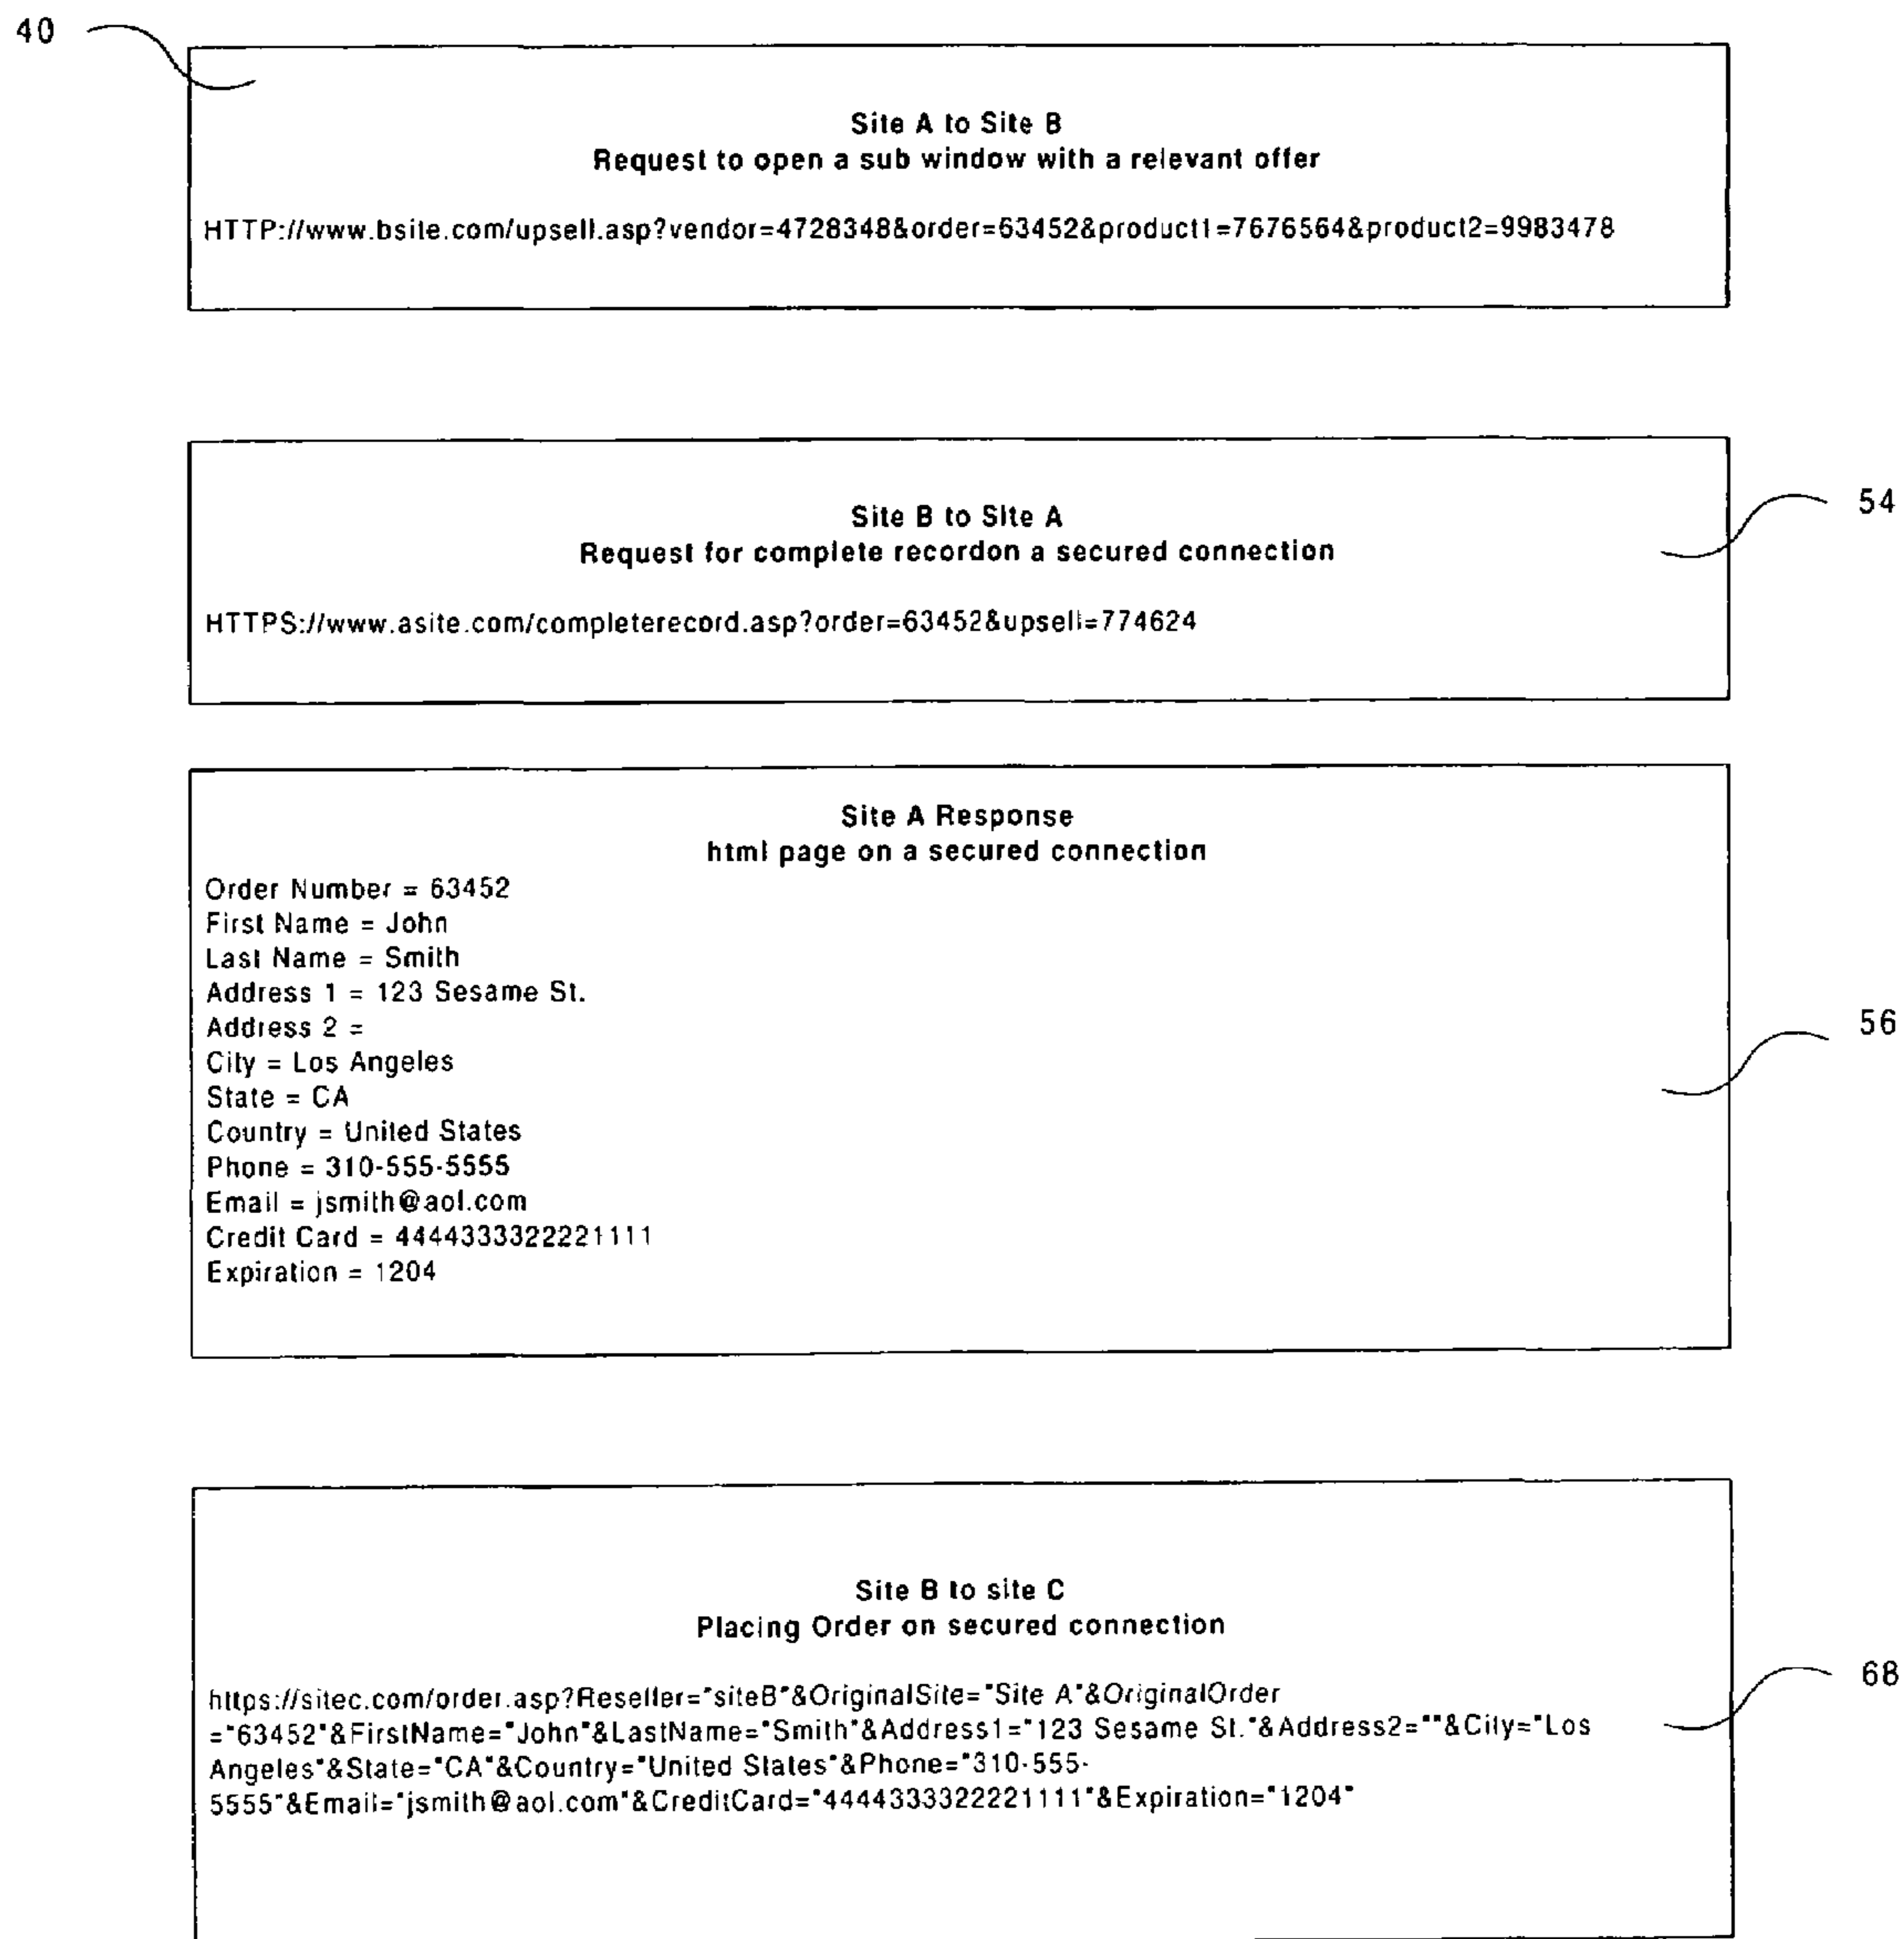 40
Site A to Site B
Request to open a sub window with a relevant offer
HTTP://www.bsite.com/upsell.asp?vendor=4728348&order=63452&product1=7676564&product2=9983478
54
Site B to Site A
Request for complete recordon a secured connection
HTTPS://www.asite.com/completerecord.asp?order=63452&upsell=774624
Site A Response
html page on a secured connection
Order Number = 63452
First Name = John
Last Name = Smith
Address 1 = 123 Sesame St.
Address 2 =
City = Los Angeles
State = CA
Country = United States
Phone = 310-555-5555
Email = jsmith@aol.com
Credit Card = 4444333322221111
Expiration = 1204
56
Site B to site C
Placing Order on secured connection
https://sitec.com/order.asp?Reseller="siteB"&OriginalSite="Site A"&OriginalOrder
="63452"&FirstName="John"&LastName="Smith"&Address1="123 Sesame St."&Address2=""&City="Los
Angeles"&State="CA"&Country="United States"&Phone="310-555-
5555"&Email="jsmith@aol.com"&CreditCard="4444333322221111"&Expiration="1204"
68